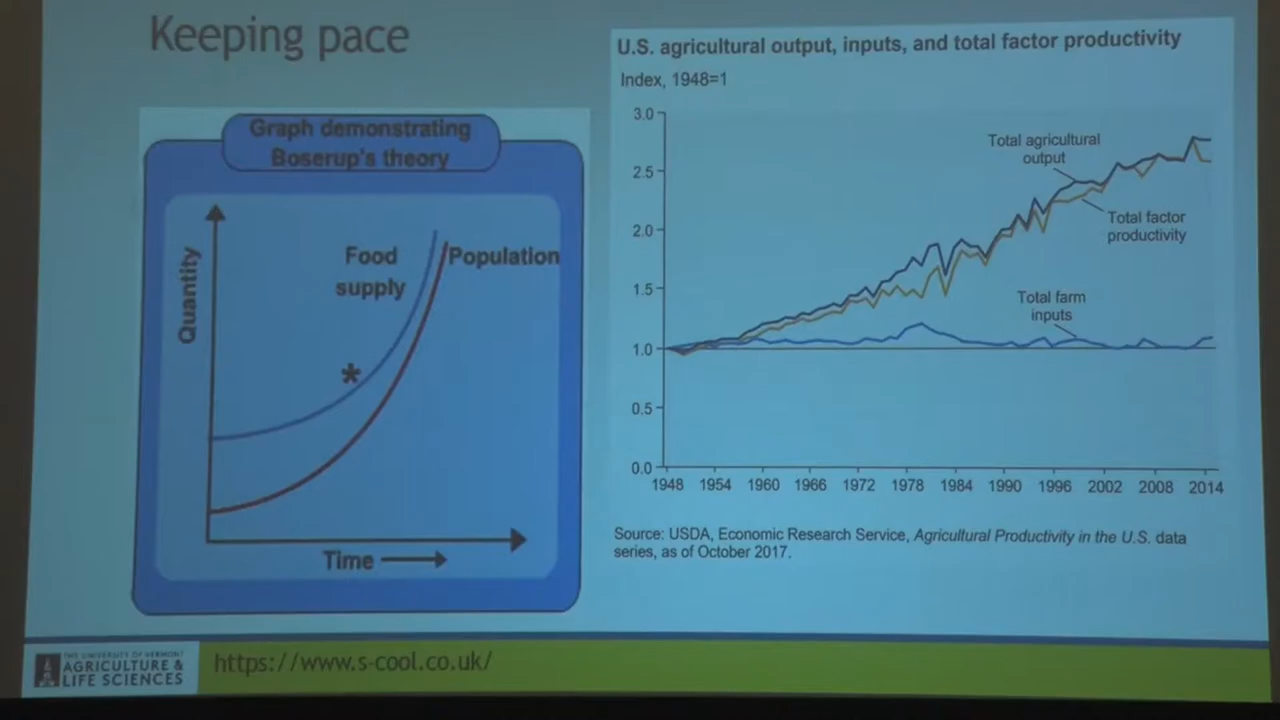 Keeping pace
Graph demonstrating
Boserup's theory
Quantity
Food
supply
Population
*
Time
U.S. agricultural output, inputs, and total factor productivity
Index, 1948=1
3.0
2.5
2.0
1.5
1.0
0.5
0.0
Total agricultural
output
Total factor
productivity
Total farm
inputs
1948 1954 1960 1966 1972 1978 1984 1990 1996 2002 2008 2014
Source: USDA, Economic Research Service, Agricultural Productivity in the U.S. data
series, as of October 2017.
THE UNIVERSITY OF VERMONT
AGRICULTURE &
LIFE SCIENCES
https://www.s-cool.co.uk/